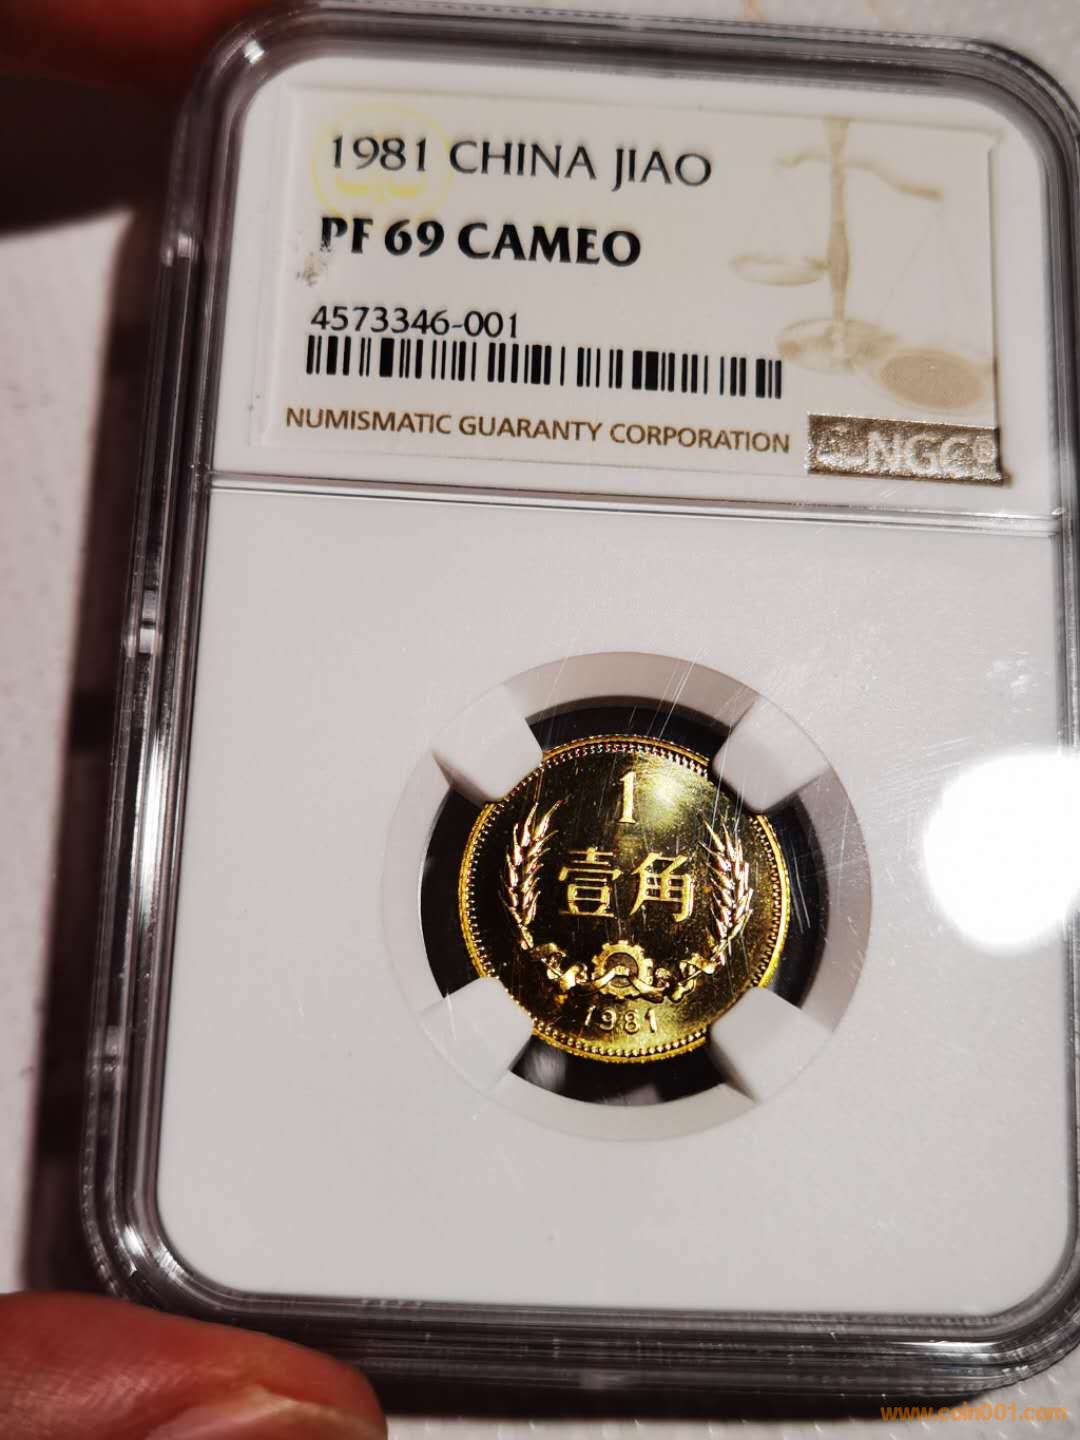 1981 CHINA JIAO
PF 69 CAMEO
4573346-001
NUMISMATIC GUARANTY CORPORATION
NGC®
1
壹角
1981
www.coin001.com